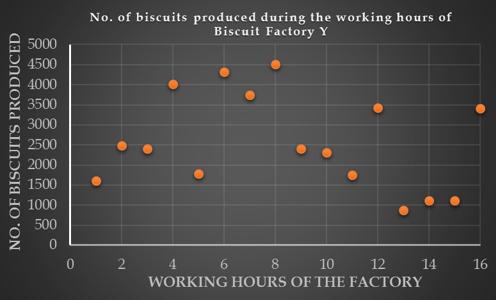 No. of biscuits produced during the working hours of
Biscuit Factory Y
NO. OF BISCUITS PRODUCED
5000
4500
4000
3500
3000
2500
2000
1500
1000
500
0
0 2 4 6 8 10 12 14 16
WORKING HOURS OF THE FACTORY